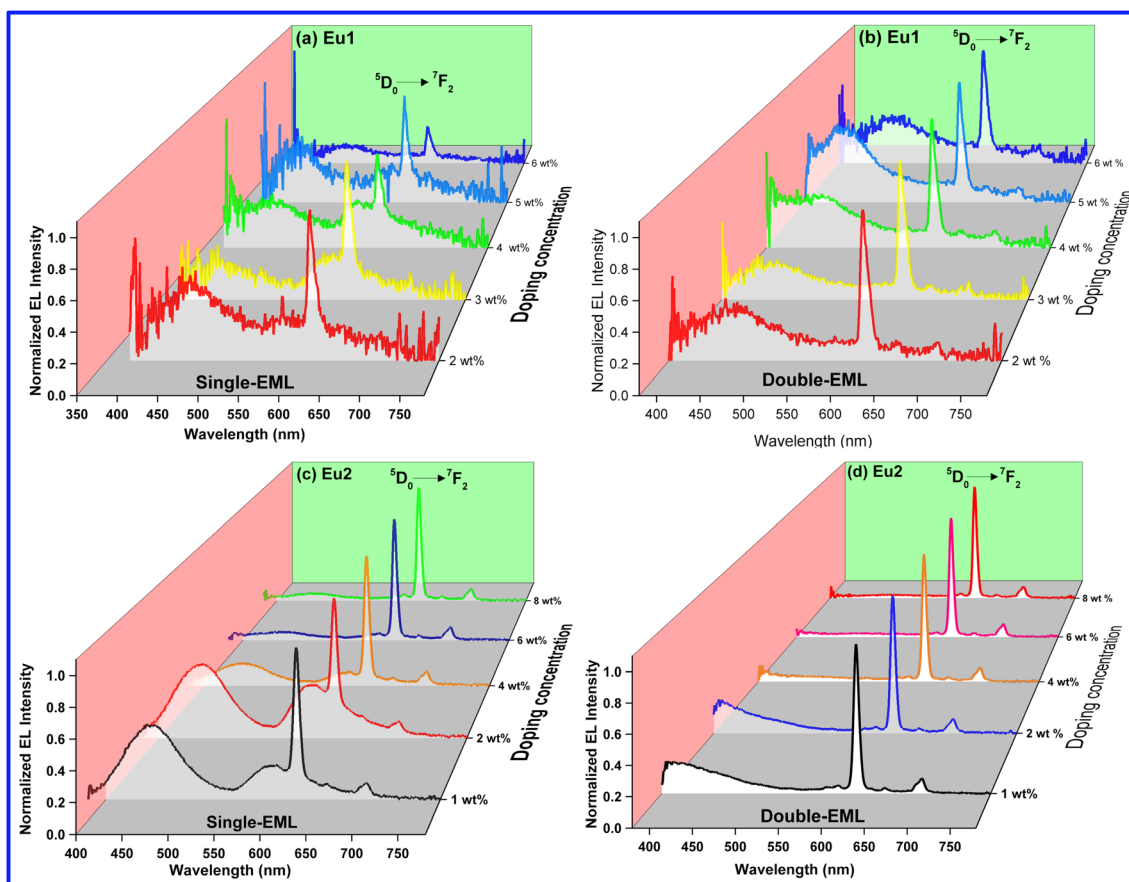 (a) Eu1
⁵D₀ ⟶ ⁷F₂
6 wt%
5 wt%
4 wt%
3 wt%
2 wt%
Doping concentration
1.0
0.8
0.6
0.4
0.2
0.0
Normalized EL Intensity
Single-EML
350 400 450 500 550 600 650 700 750
Wavelength (nm)
(b) Eu1
⁵D₀ ⟶ ⁷F₂
6 wt%
5 wt%
4 wt %
3 wt %
2 wt %
Doping concentration
1.0
0.8
0.6
0.4
0.2
0.0
Normalized EL Intensity
Double-EML
400 450 500 550 600 650 700 750
Wavelength (nm)
(c) Eu2
⁵D₀ ⟶ ⁷F₂
8 wt%
6 wt%
4 wt%
2 wt%
1 wt%
Doping concentration
1.0
0.8
0.6
0.4
0.2
0.0
Normalized EL Intensity
Single-EML
400 450 500 550 600 650 700 750
Wavelength (nm)
(d) Eu2
⁵D₀ ⟶ ⁷F₂
8 wt%
6 wt%
4 wt%
2 wt %
1 wt%
Doping concentration
1.0
0.8
0.6
0.4
0.2
0.0
Normalized EL Intensity
Double-EML
400 450 500 550 600 650 700 750
Wavelength (nm)